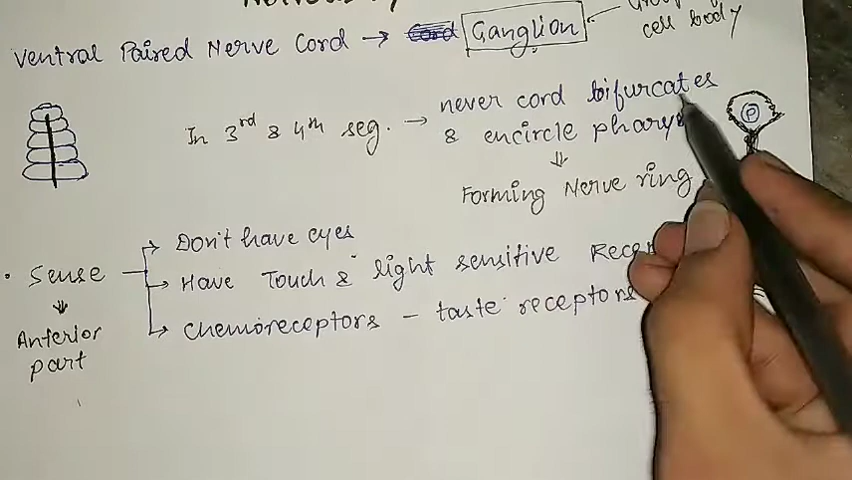 Ventral Paired Nerve Cord → Ganglion
cell body
In 3rd & 4th seg. → never cord bifurcates
& encircle pharyx
P
Forming Nerve ring
• Sense
Don't have eyes
Have Touch & light sensitive
Chemoreceptors - taste receptors
Anterior
part